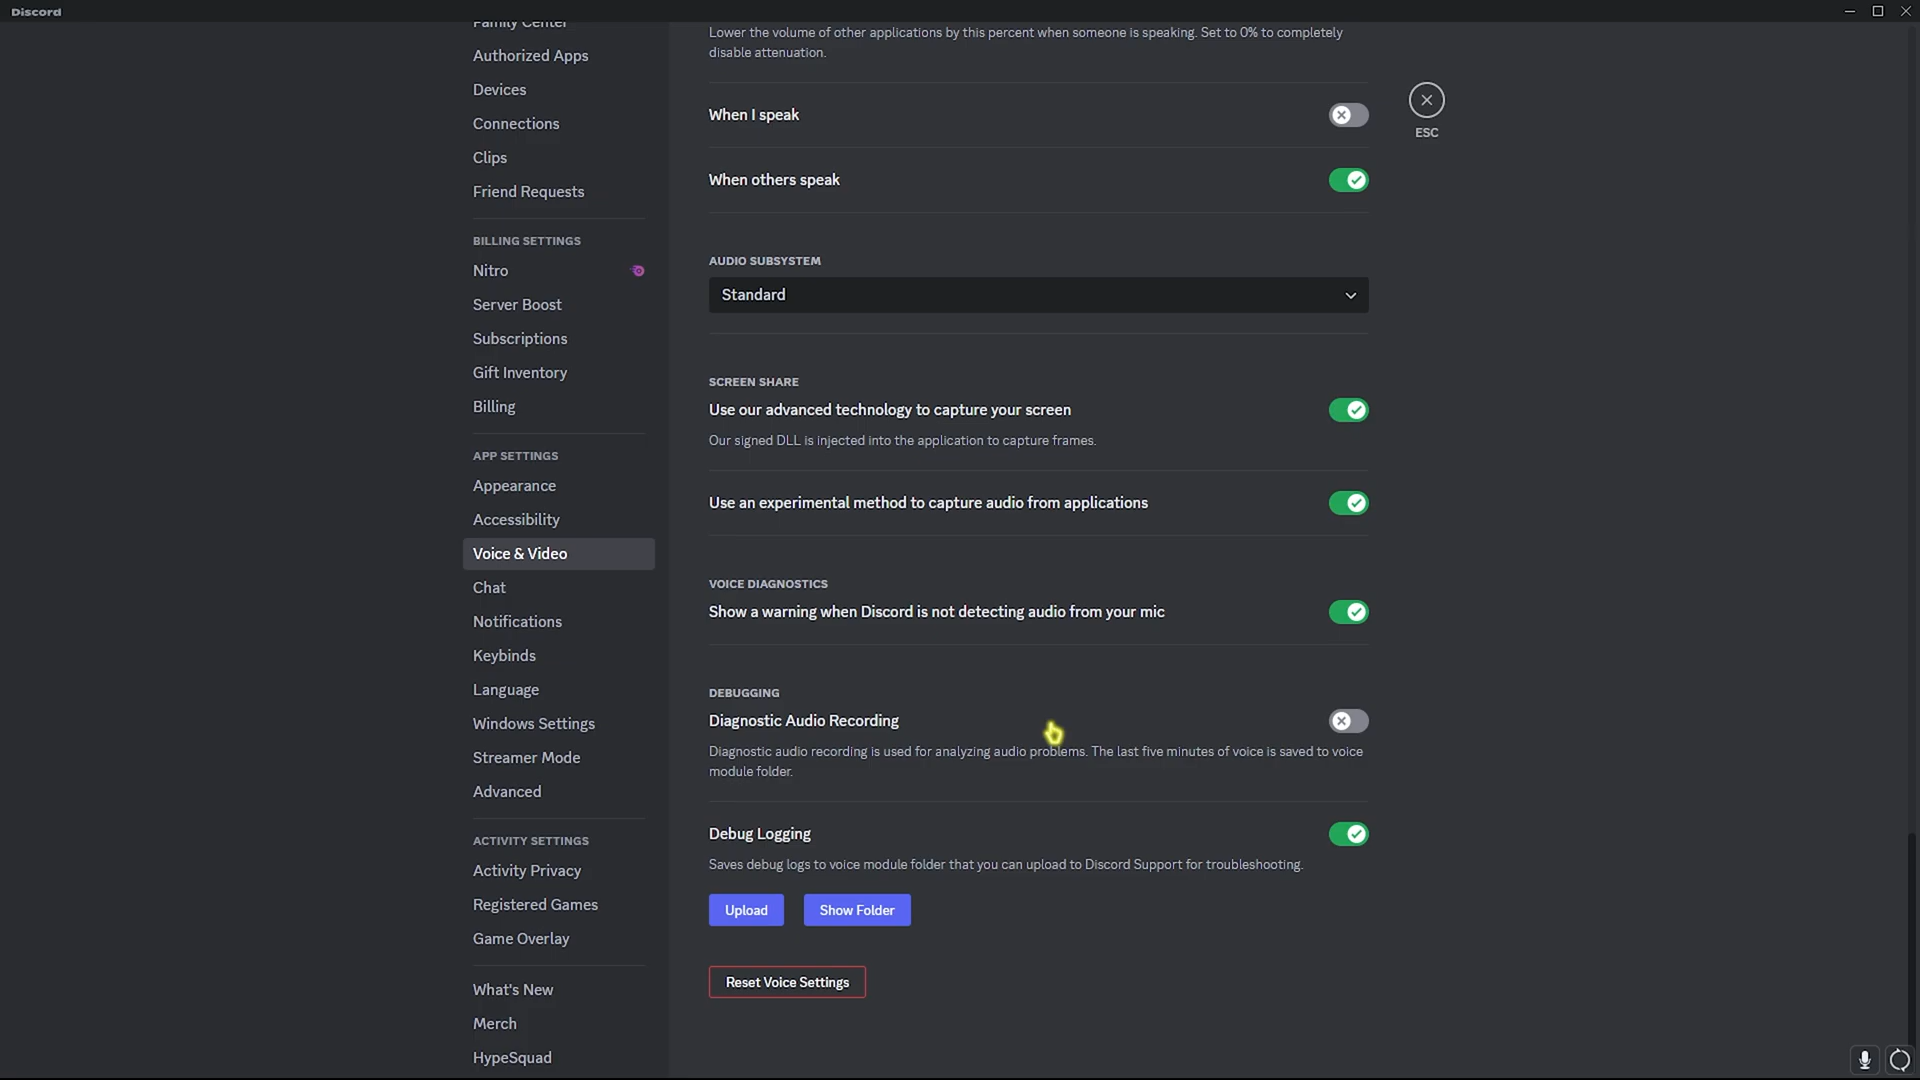 Discord
Family Center
Authorized Apps
Devices
Connections
Clips
Friend Requests
BILLING SETTINGS
Nitro
Server Boost
Subscriptions
Gift Inventory
Billing
APP SETTINGS
Appearance
Accessibility
Voice & Video
Chat
Notifications
Keybinds
Language
Windows Settings
Streamer Mode
Advanced
ACTIVITY SETTINGS
Activity Privacy
Registered Games
Game Overlay
What's New
Merch
HypeSquad
Lower the volume of other applications by this percent when someone is speaking. Set to 0% to completely
disable attenuation.
When I speak
When others speak
AUDIO SUBSYSTEM
Standard
SCREEN SHARE
Use our advanced technology to capture your screen
Our signed DLL is injected into the application to capture frames.
Use an experimental method to capture audio from applications
VOICE DIAGNOSTICS
Show a warning when Discord is not detecting audio from your mic
DEBUGGING
Diagnostic Audio Recording
Diagnostic audio recording is used for analyzing audio problems. The last five minutes of voice is saved to voice
module folder.
Debug Logging
Saves debug logs to voice module folder that you can upload to Discord Support for troubleshooting.
Upload
Show Folder
Reset Voice Settings
ESC